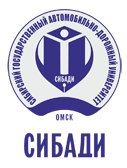 СИБИРСКИЙ ГОСУДАРСТВЕННЫЙ АВТОМОБИЛЬНО-ДОРОЖНЫЙ УНИВЕРСИТЕТ
СИБАДИ
ОМСК
СИБАДИ